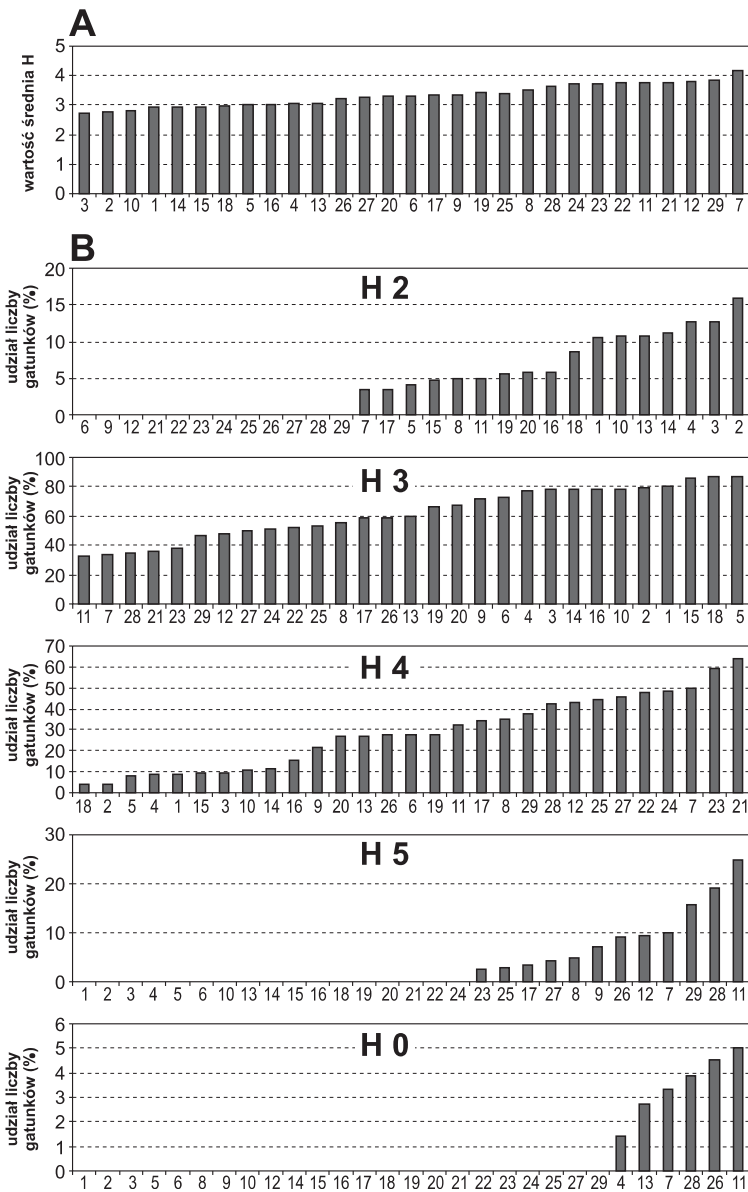 A
wartość średnia H
5
4
3
2
1
0
3 2 10 1 14 15 18 5 16 4 13 26 27 20 6 17 9 19 25 8 28 24 23 22 11 21 12 29 7
B
H 2
udział liczby
gatunków (%)
20
15
10
5
0
6 9 12 21 22 23 24 25 26 27 28 29 7 17 5 15 8 11 19 20 16 18 1 10 13 14 4 3 2
H 3
udział liczby
gatunków (%)
100
80
60
40
20
0
11 7 28 21 23 29 12 27 24 22 25 8 17 26 13 19 20 9 6 4 3 14 16 10 2 1 15 18 5
H 4
udział liczby
gatunków (%)
70
60
50
40
30
20
10
0
18 2 5 4 1 15 3 10 14 16 9 20 13 26 6 19 11 17 8 29 28 12 25 27 22 24 7 23 21
H 5
udział liczby
gatunków (%)
30
20
10
0
1 2 3 4 5 6 10 13 14 15 16 18 19 20 21 22 24 23 25 17 27 8 9 26 12 7 29 28 11
H 0
udział liczby
gatunków (%)
6
5
4
3
2
1
0
1 2 3 5 6 8 9 10 12 14 15 16 17 18 19 20 21 22 23 24 25 27 29 4 13 7 28 26 11